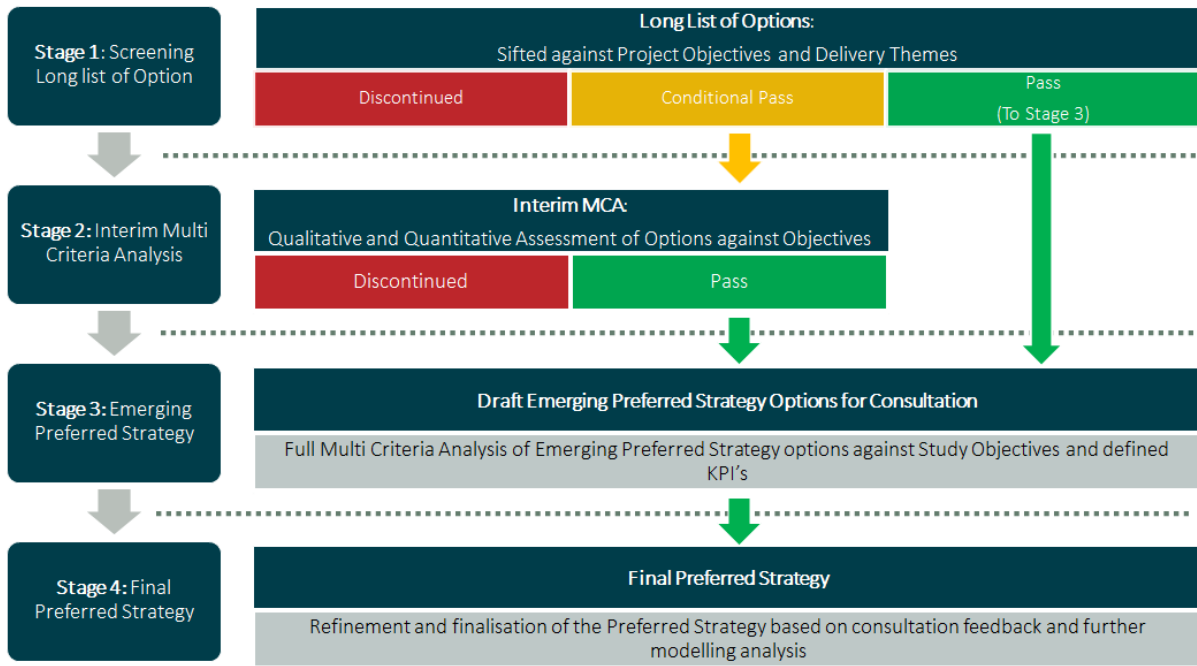 Stage 1: Screening
Long list of Option
Long List of Options:
Sifted against Project Objectives and Delivery Themes
Discontinued
Conditional Pass
Pass
(To Stage 3)
Stage 2: Interim Multi
Criteria Analysis
Interim MCA:
Qualitative and Quantitative Assessment of Options against Objectives
Discontinued
Pass
Stage 3: Emerging
Preferred Strategy
Draft Emerging Preferred Strategy Options for Consultation
Full Multi Criteria Analysis of Emerging Preferred Strategy options against Study Objectives and defined
KPI's
Stage 4: Final
Preferred Strategy
Final Preferred Strategy
Refinement and finalisation of the Preferred Strategy based on consultation feedback and further
modelling analysis